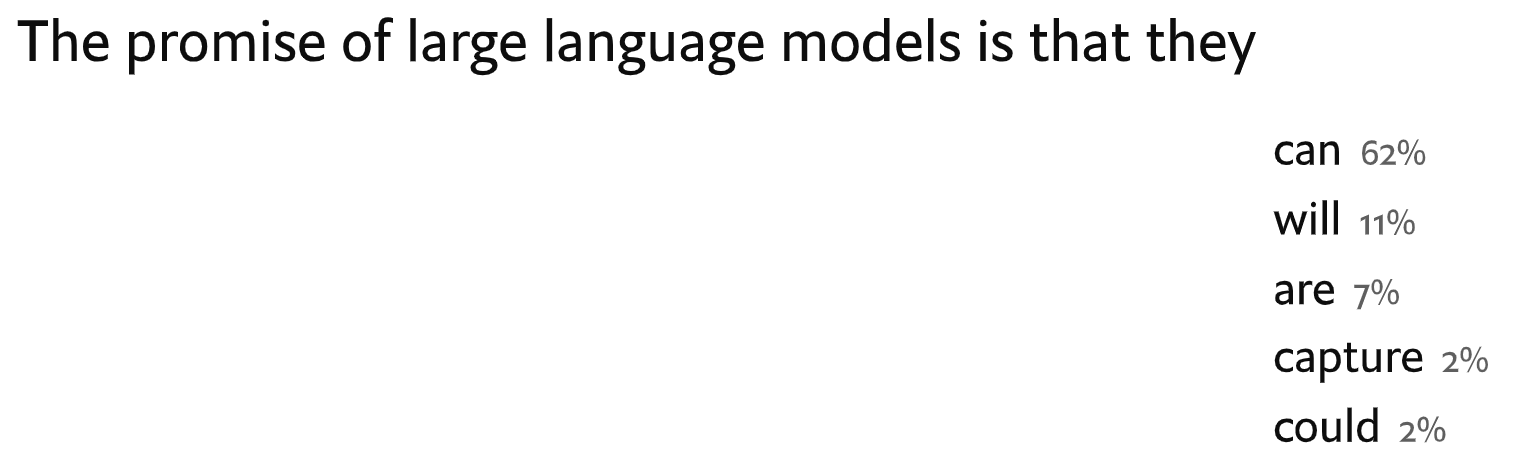 The promise of large language models is that they
can 62%
will 11%
are 7%
capture 2%
could 2%